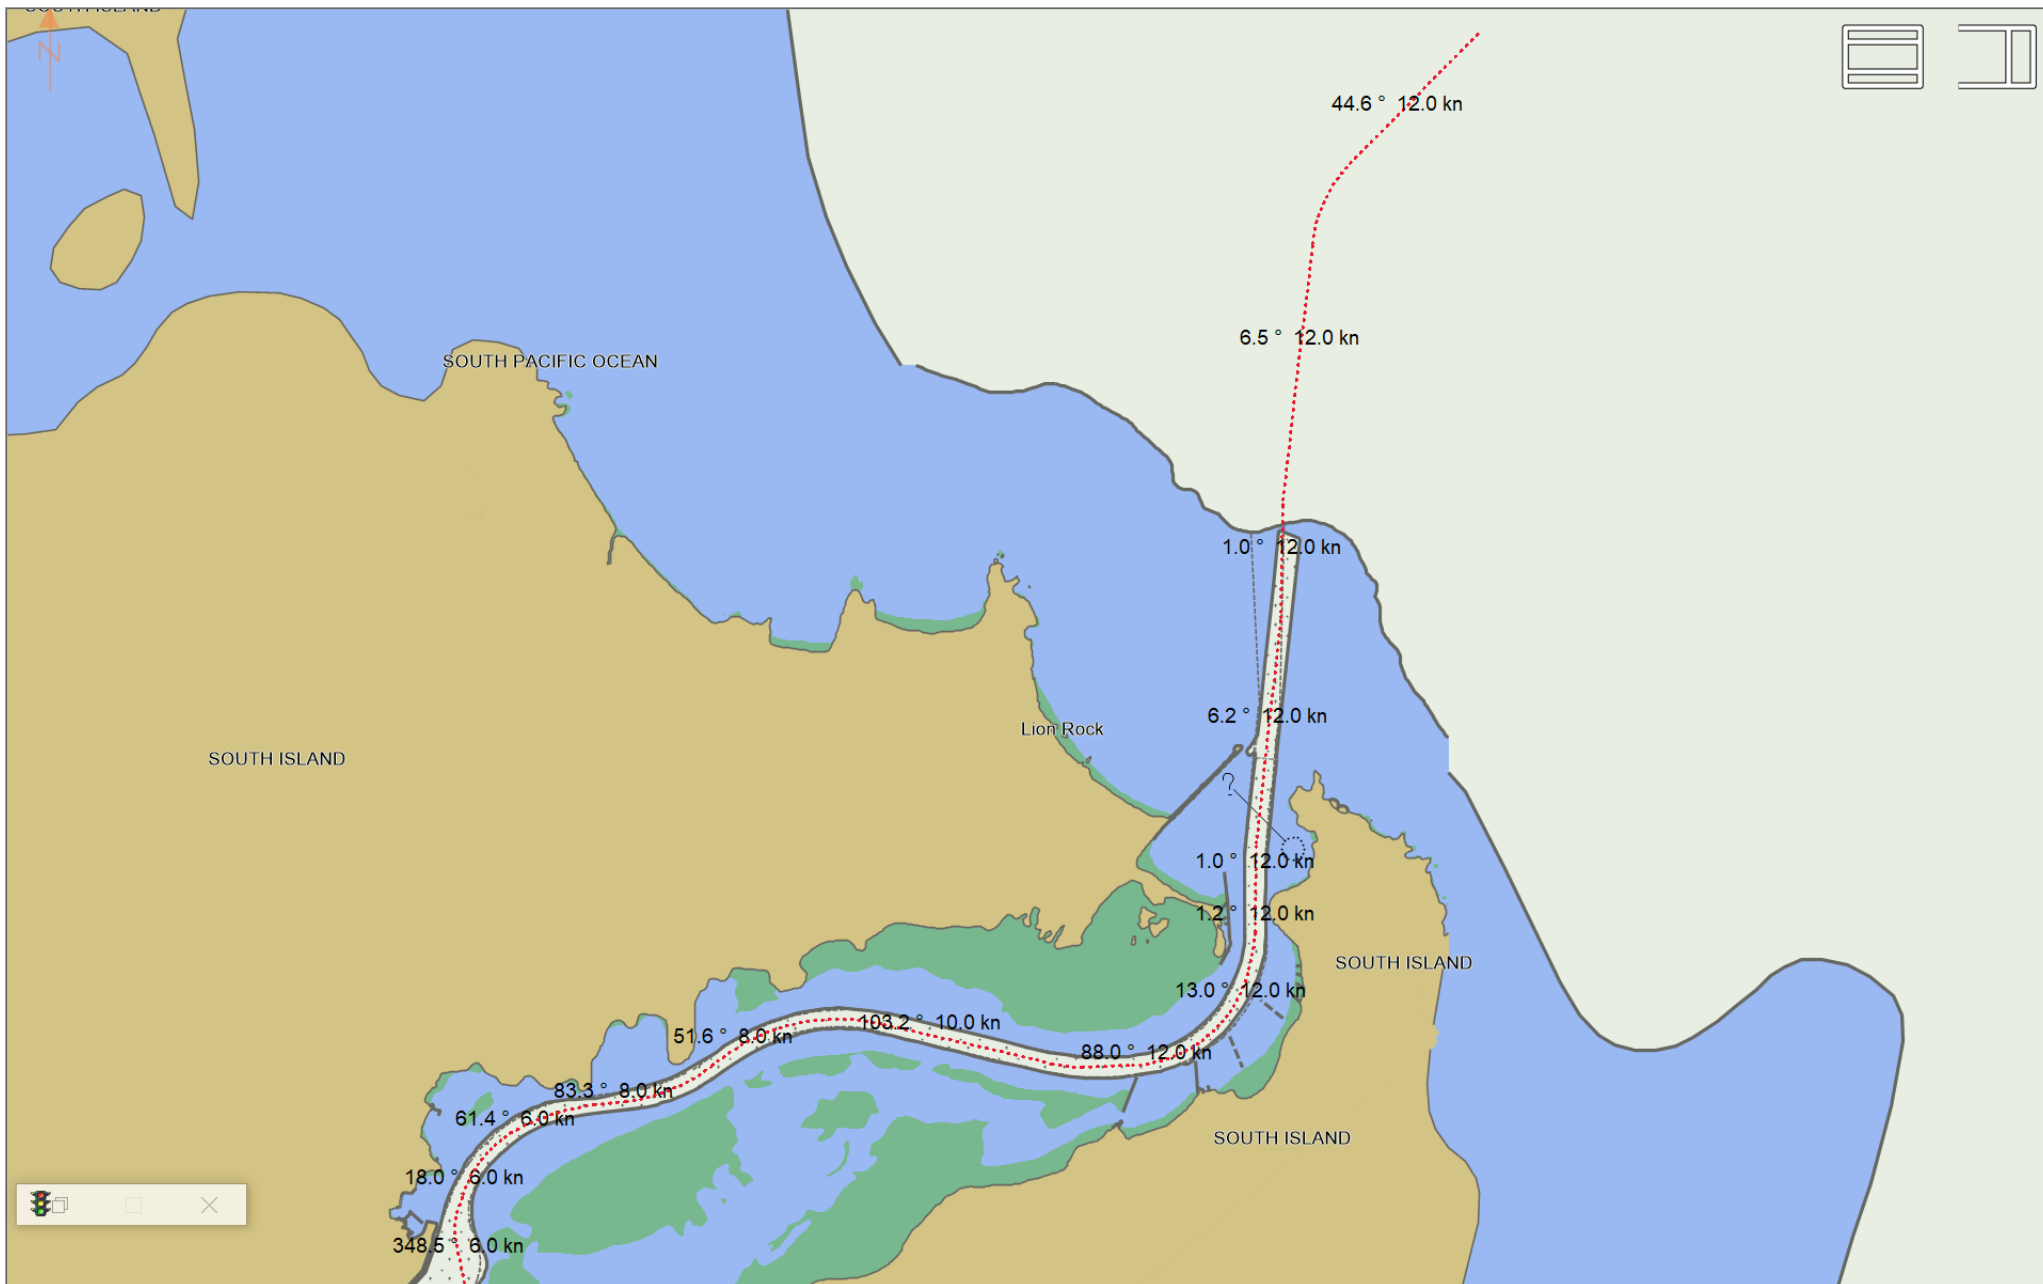 SOUTH ISLAND
N
44.6 ° 12.0 kn
6.5 ° 12.0 kn
SOUTH PACIFIC OCEAN
1.0 ° 12.0 kn
6.2 ° 12.0 kn
Lion Rock
SOUTH ISLAND
?
1.0 ° 12.0 kn
1.2 ° 12.0 kn
SOUTH ISLAND
13.0 ° 12.0 kn
103.2 ° 10.0 kn
51.6 ° 8.0 kn
88.0 ° 12.0 kn
83.3 ° 8.0 kn
61.4 ° 6.0 kn
SOUTH ISLAND
18.0 ° 6.0 kn
348.5 ° 6.0 kn